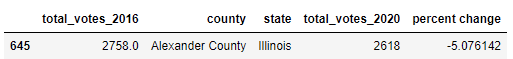 total_votes_2016 county state total_votes_2020 percent change
645 2758.0 Alexander County Illinois 2618 -5.076142